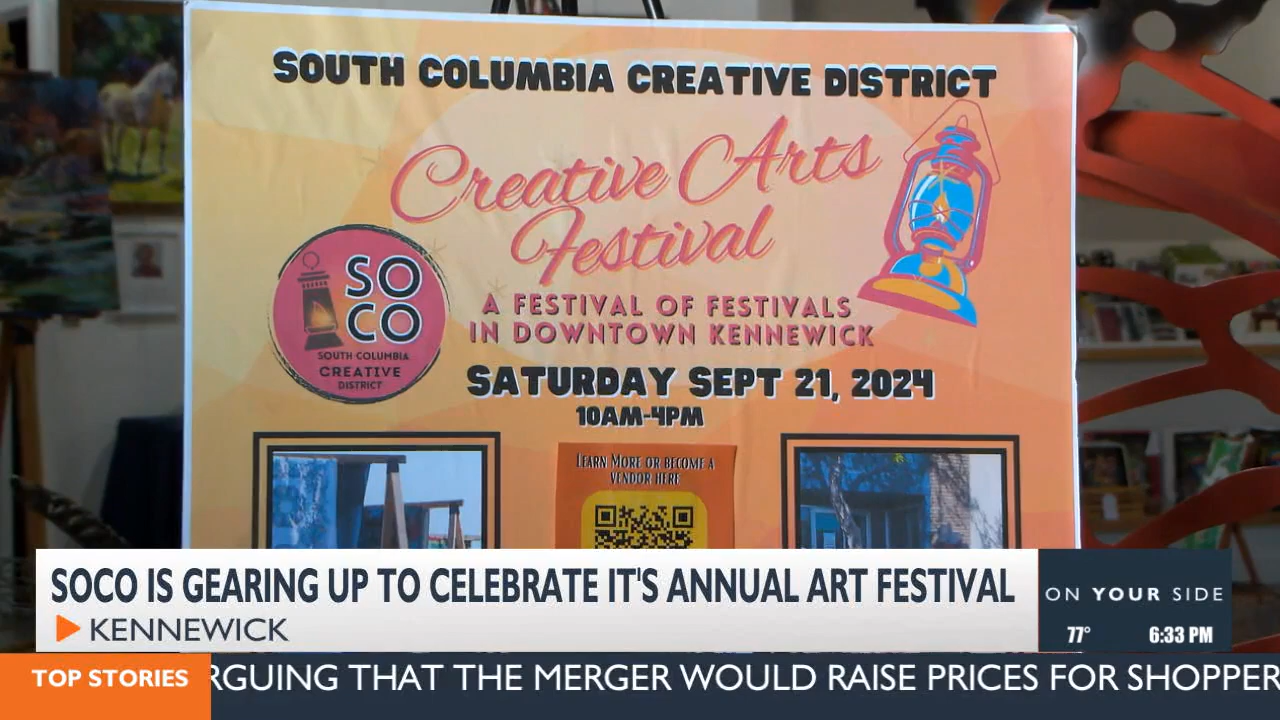 SOUTH COLUMBIA CREATIVE DISTRICT
Creative Arts
Festival
SO
CO
SOUTH COLUMBIA
CREATIVE
DISTRICT
A FESTIVAL OF FESTIVALS
IN DOWNTOWN KENNEWICK
SATURDAY SEPT 21, 2024
10AM-4PM
LEARN MORE OR BECOME A
VENDOR HERE
SOCO IS GEARING UP TO CELEBRATE IT'S ANNUAL ART FESTIVAL
KENNEWICK
ON YOUR SIDE
77° 6:33 PM
TOP STORIES
RGUING THAT THE MERGER WOULD RAISE PRICES FOR SHOPPER